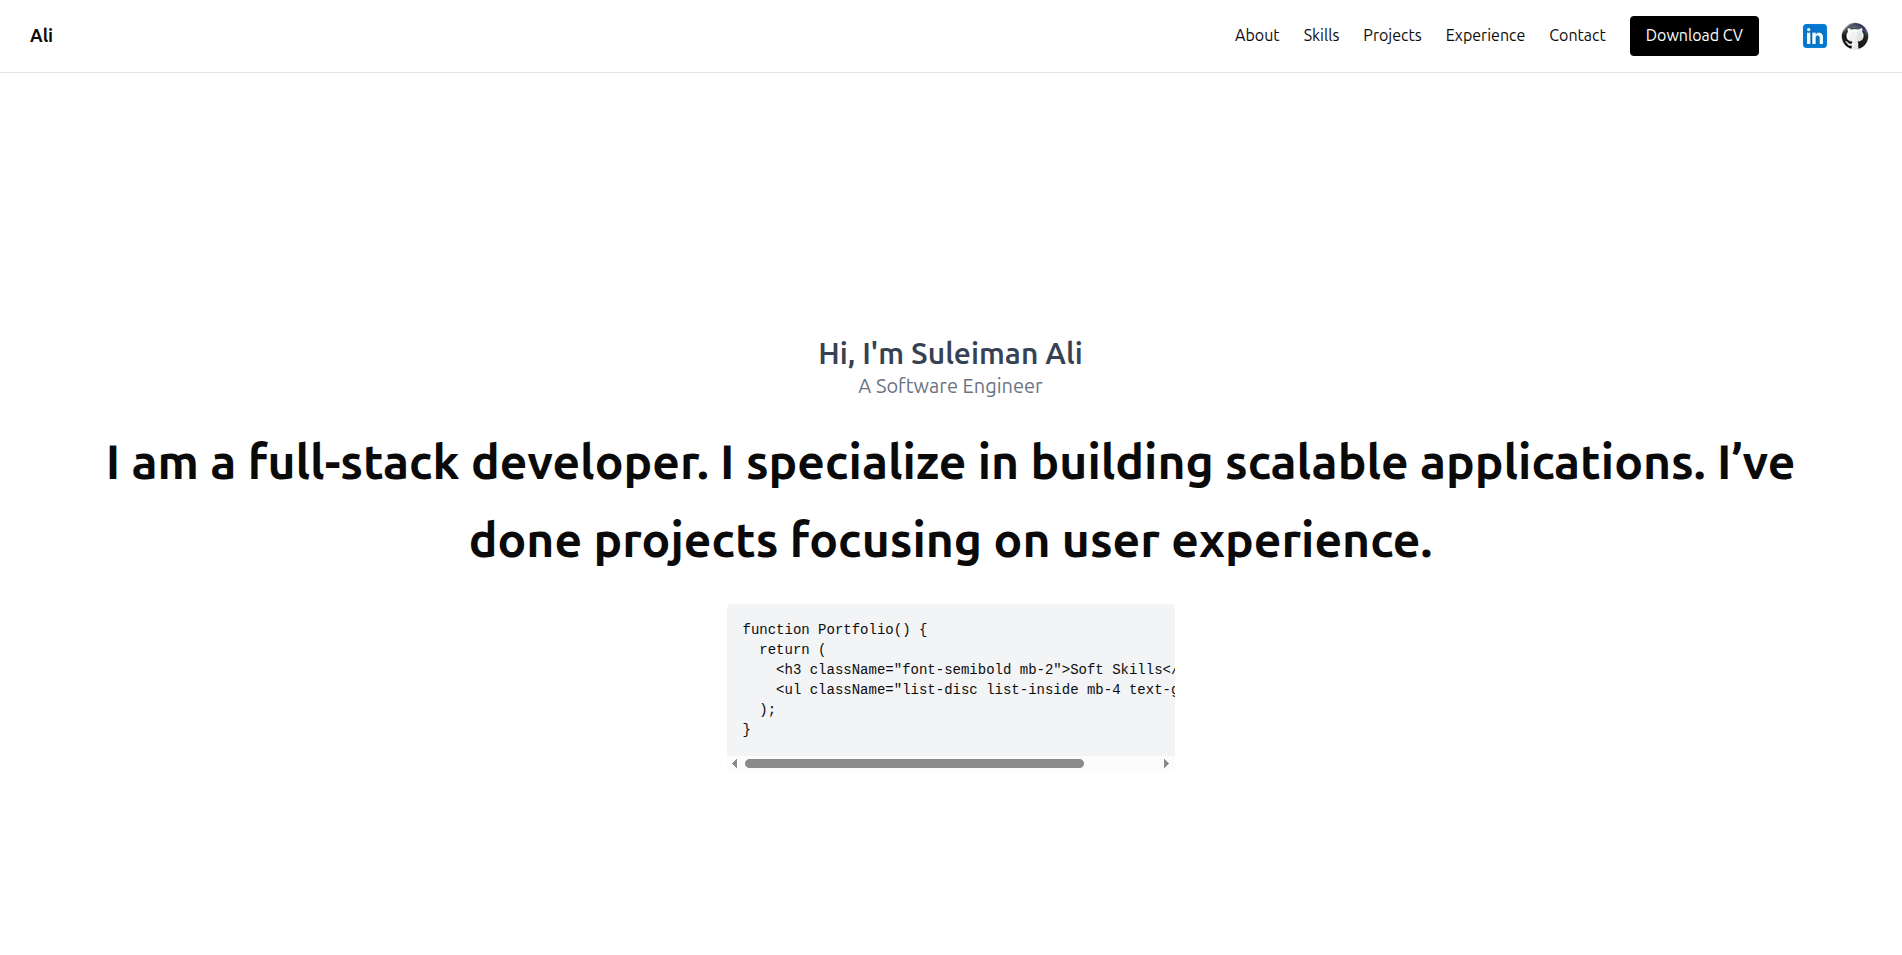 Ali
About Skills Projects Experience Contact Download CV in
Hi, I'm Suleiman Ali
A Software Engineer
I am a full-stack developer. I specialize in building scalable applications. I’ve
done projects focusing on user experience.
function Portfolio() {
  return (
    <h3 className="font-semibold mb-2">Soft Skills</
    <ul className="list-disc list-inside mb-4 text-g
  );
}